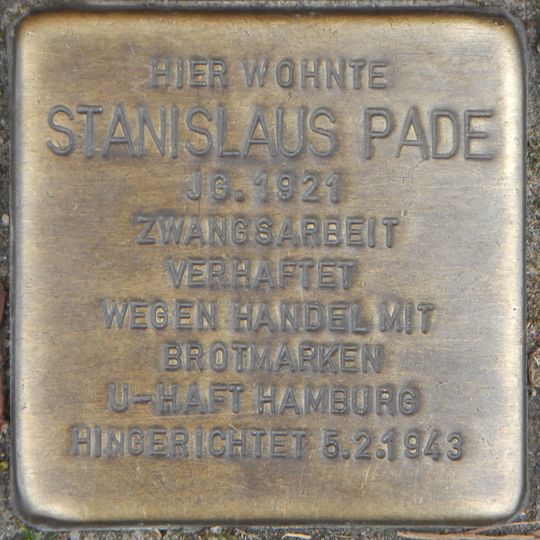 HIER WOHNTE
STANISLAUS PADE
JG. 1921
ZWANGSARBEIT
VERHAFTET
WEGEN HANDEL MIT
BROTMARKEN
U-HAFT HAMBURG
HINGERICHTET 5.2.1943